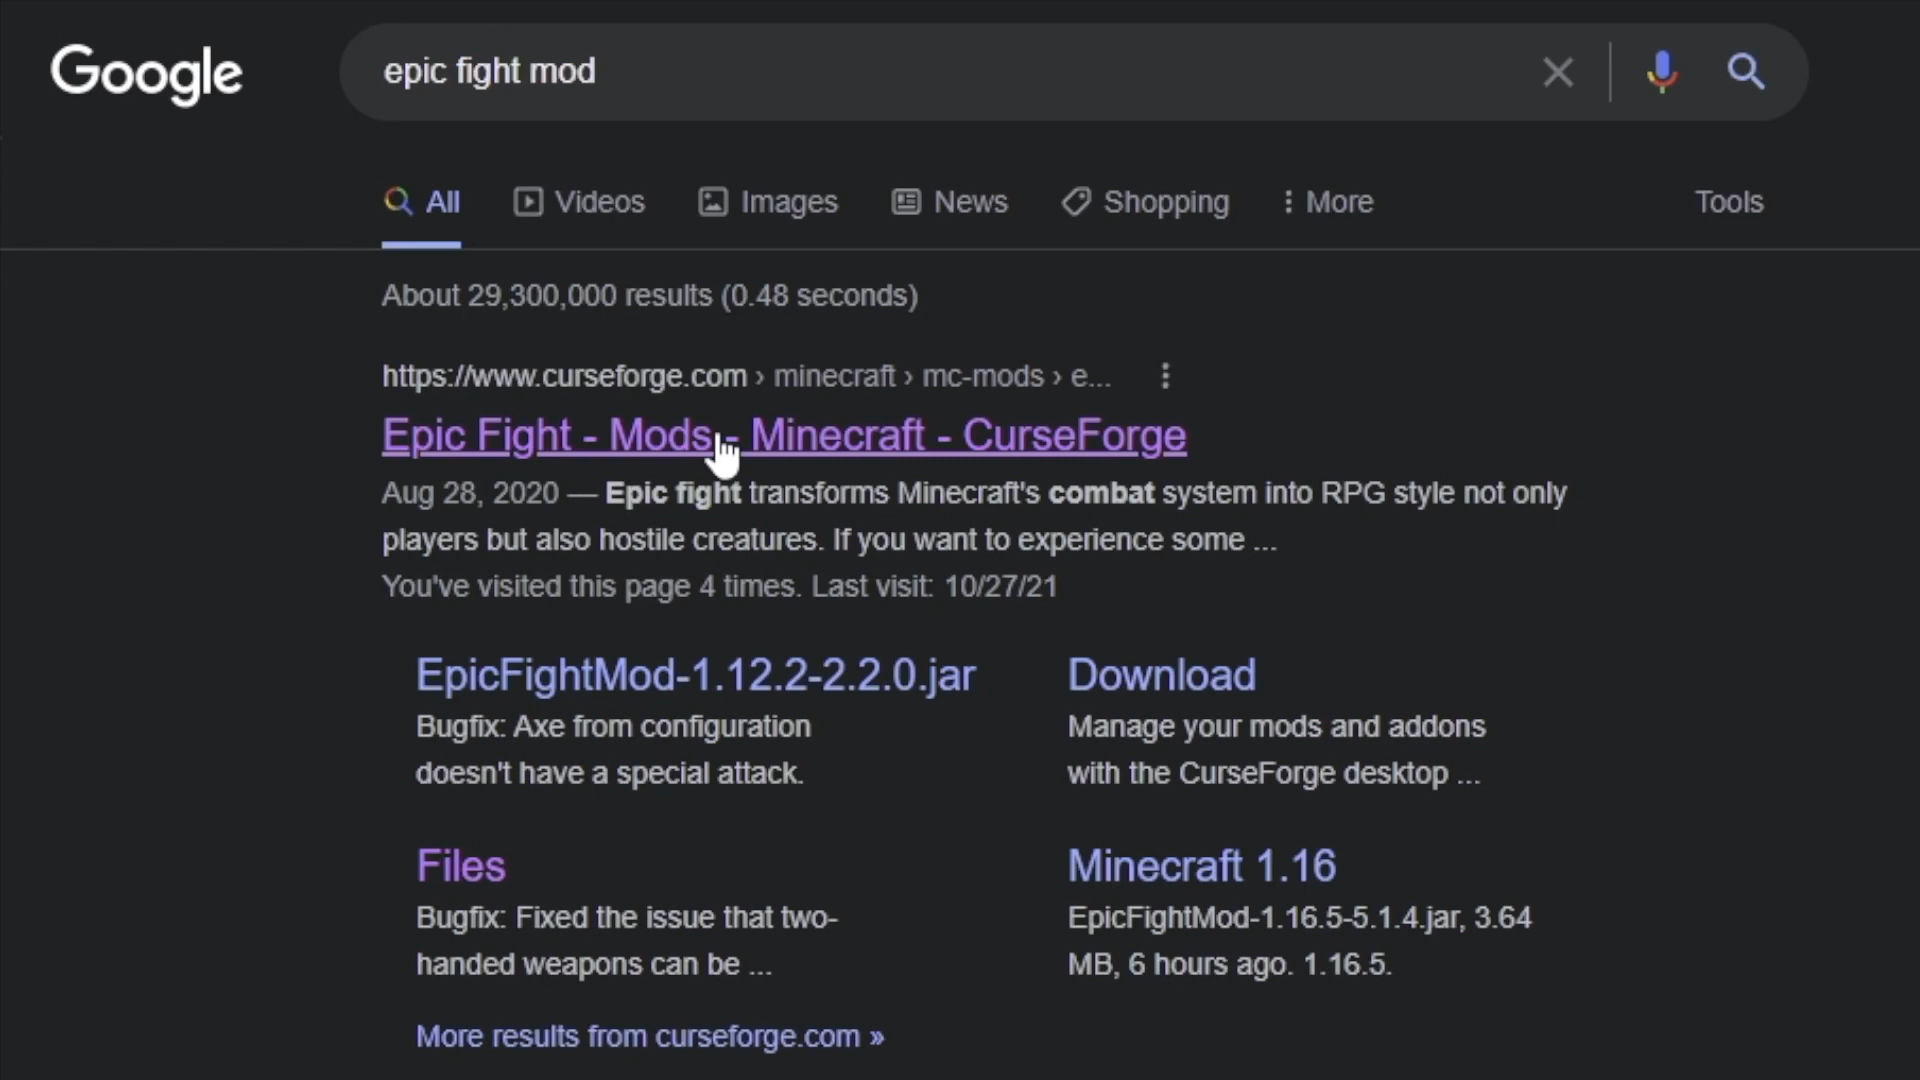 Google
epic fight mod
All Videos Images News Shopping More Tools
About 29,300,000 results (0.48 seconds)
https://www.curseforge.com › minecraft › mc-mods › e...
Epic Fight - Mods - Minecraft - CurseForge
Aug 28, 2020 — Epic fight transforms Minecraft's combat system into RPG style not only
players but also hostile creatures. If you want to experience some ...
You've visited this page 4 times. Last visit: 10/27/21
EpicFightMod-1.12.2-2.2.0.jar
Bugfix: Axe from configuration
doesn't have a special attack.
Download
Manage your mods and addons
with the CurseForge desktop ...
Files
Bugfix: Fixed the issue that two-
handed weapons can be ...
Minecraft 1.16
EpicFightMod-1.16.5-5.1.4.jar, 3.64
MB, 6 hours ago. 1.16.5.
More results from curseforge.com »